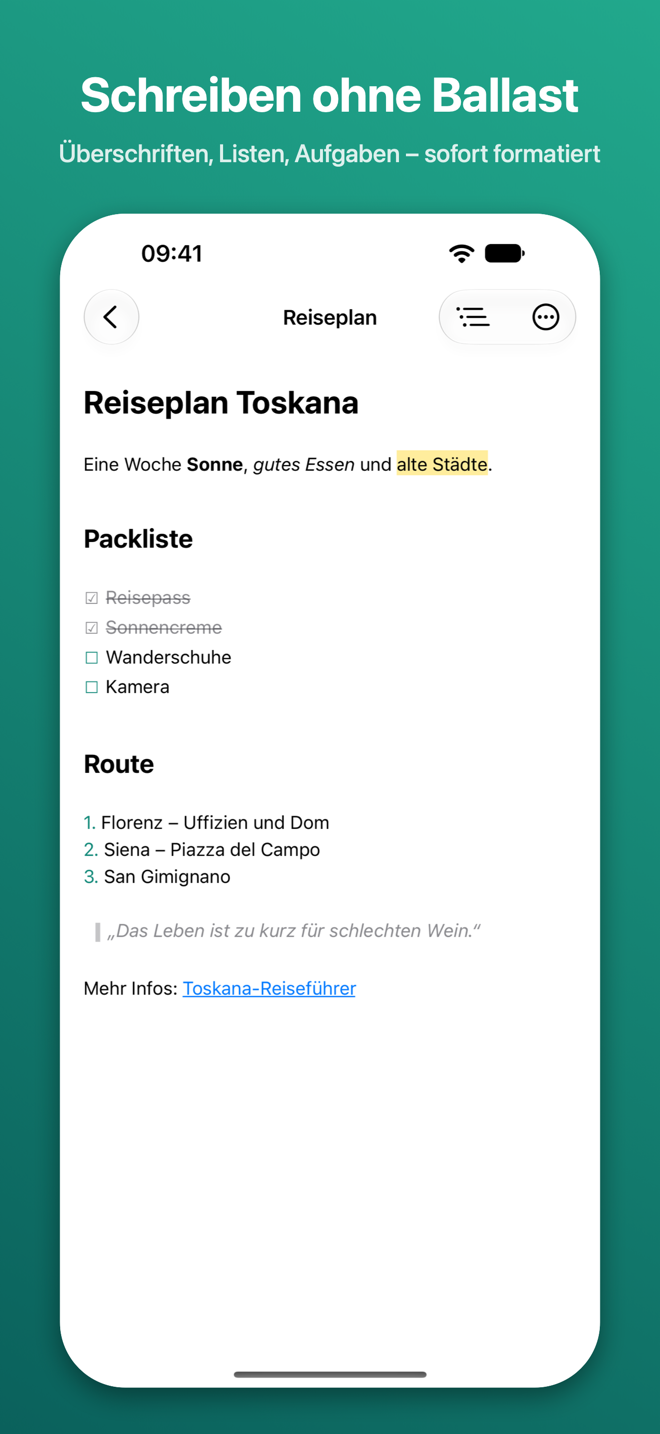 Schreiben ohne Ballast
Überschriften, Listen, Aufgaben – sofort formatiert
09:41
Reiseplan
Reiseplan Toskana
Eine Woche Sonne, gutes Essen und alte Städte.
Packliste
☑ Reisepass
☑ Sonnencreme
☐ Wanderschuhe
☐ Kamera
Route
1. Florenz – Uffizien und Dom
2. Siena – Piazza del Campo
3. San Gimignano
„Das Leben ist zu kurz für schlechten Wein.“
Mehr Infos: Toskana-Reiseführer